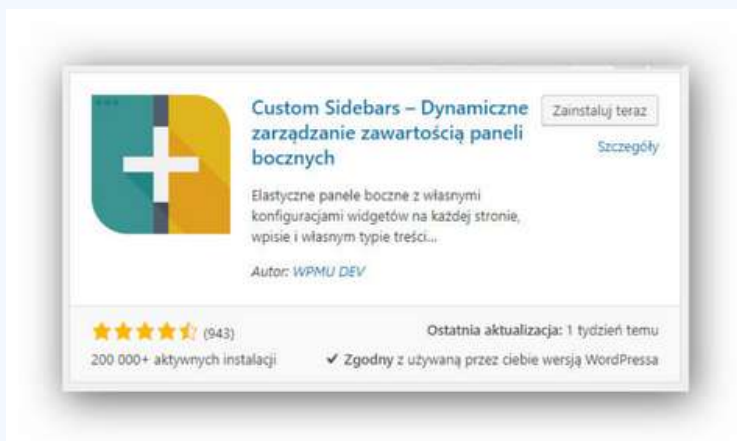 Custom Sidebars – Dynamiczne
zarządzanie zawartością paneli
bocznych
Zainstaluj teraz
Szczegóły
Elastyczne panele boczne z własnymi
konfiguracjami widgetów na każdej stronie,
wpisie i własnym typie treści...
Autor: WPMU DEV
(943)
Ostatnia aktualizacja: 1 tydzień temu
200 000+ aktywnych instalacji
✔ Zgodny z używaną przez ciebie wersją WordPressa